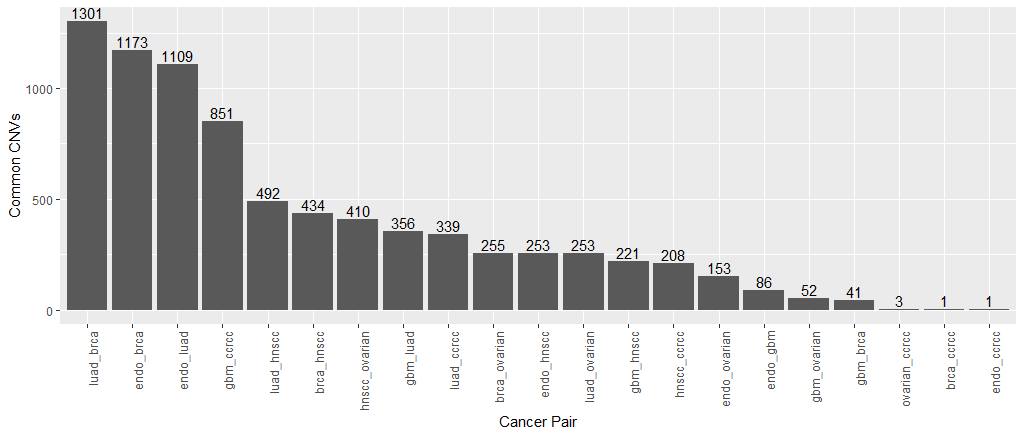 1301
1173
1109
851
492
434
410
356
339
255
253
253
221
208
153
86
52
41
3
1
1
Common CNVs
1000
500
0
luad_brca
endo_brca
endo_luad
gbm_ccrcc
luad_hnscc
brca_hnscc
hnscc_ovarian
gbm_luad
luad_ccrcc
brca_ovarian
endo_hnscc
luad_ovarian
gbm_hnscc
hnscc_ccrcc
endo_ovarian
endo_gbm
gbm_ovarian
gbm_brca
ovarian_ccrcc
brca_ccrcc
endo_ccrcc
Cancer Pair